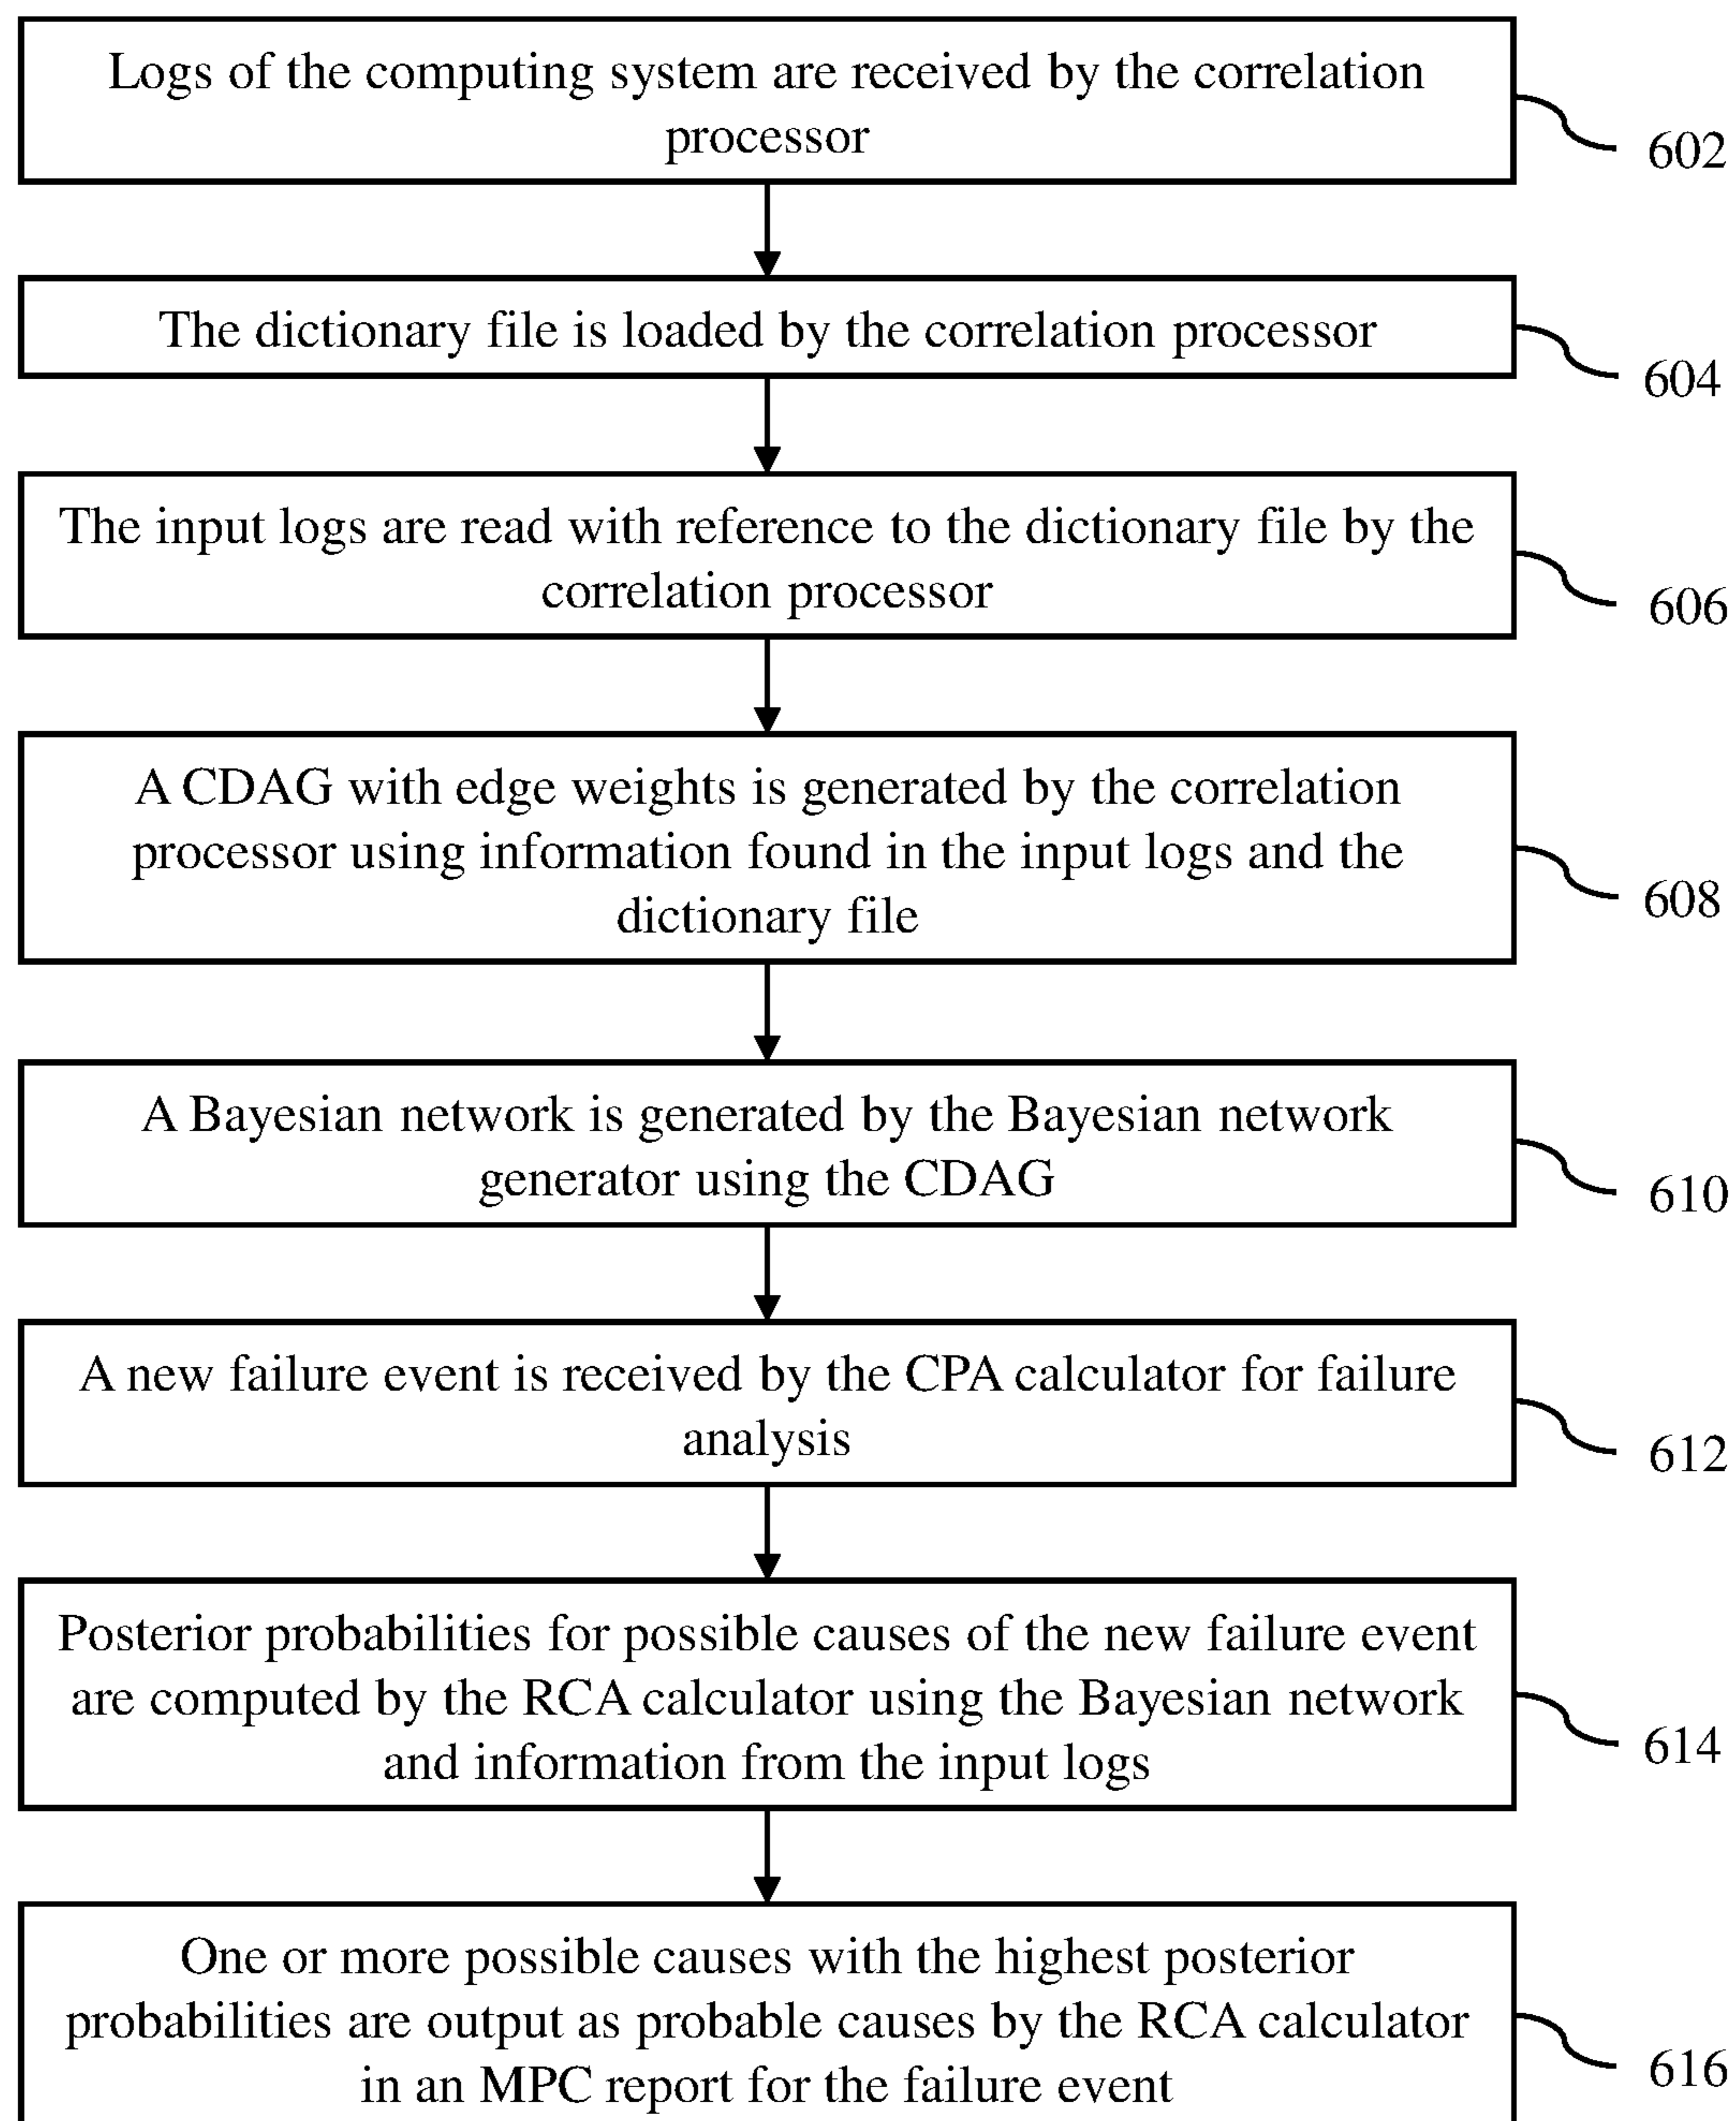 Logs of the computing system are received by the correlation
processor
602
The dictionary file is loaded by the correlation processor
604
The input logs are read with reference to the dictionary file by the
correlation processor
606
A CDAG with edge weights is generated by the correlation
processor using information found in the input logs and the
dictionary file
608
A Bayesian network is generated by the Bayesian network
generator using the CDAG
610
A new failure event is received by the CPA calculator for failure
analysis
612
Posterior probabilities for possible causes of the new failure event
are computed by the RCA calculator using the Bayesian network
and information from the input logs
614
One or more possible causes with the highest posterior
probabilities are output as probable causes by the RCA calculator
in an MPC report for the failure event
616